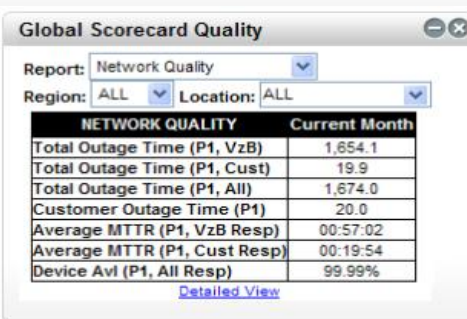 Global Scorecard Quality
Report: Network Quality
Region: ALL Location: ALL
NETWORK QUALITY Current Month
Total Outage Time (P1, VzB) 1,654.1
Total Outage Time (P1, Cust) 19.9
Total Outage Time (P1, All) 1,674.0
Customer Outage Time (P1) 20.0
Average MTTR (P1, VzB Resp) 00:57:02
Average MTTR (P1, Cust Resp) 00:19:54
Device Avl (P1, All Resp) 99.99%
Detailed View